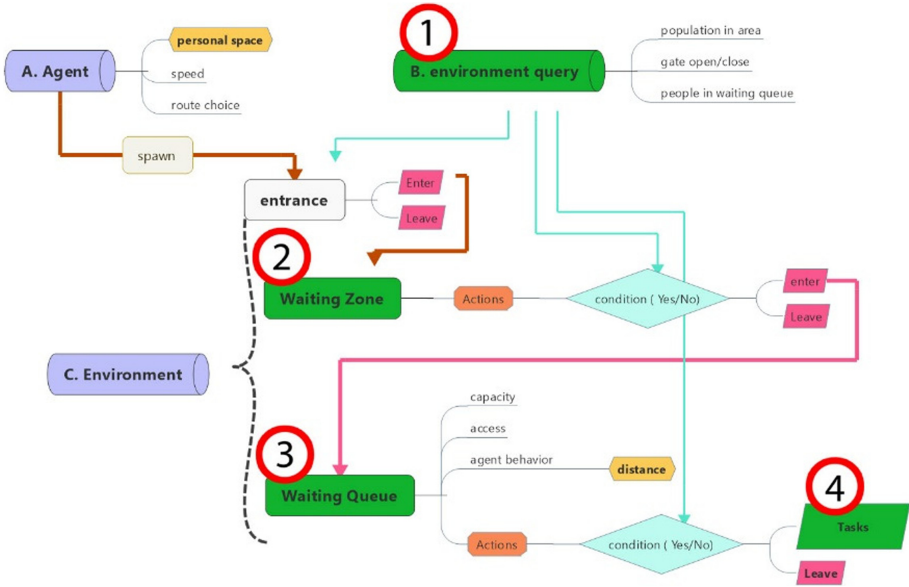 1
personal space
A. Agent
speed
route choice
B. environment query
population in area
gate open/close
people in waiting queue
spawn
entrance
Enter
Leave
2
Waiting Zone
Actions
condition ( Yes/No)
enter
Leave
C. Environment
3
Waiting Queue
capacity
access
agent behavior
distance
Actions
condition ( Yes/No)
4
Tasks
Leave